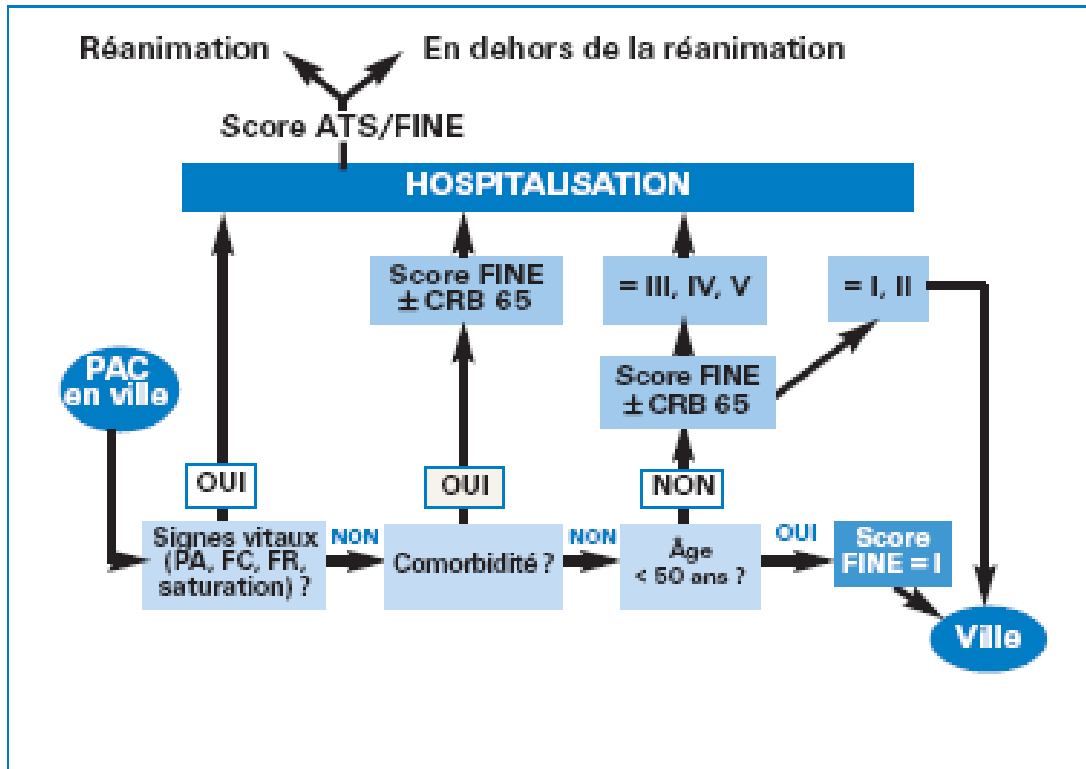 Réanimation
En dehors de la réanimation
Score ATS/FINE
HOSPITALISATION
Score FINE
± CRB 65
= III, IV, V
= I, II
PAC
en ville
Score FINE
± CRB 65
OUI
OUI
NON
Signes vitaux
(PA, FC, FR,
saturation) ?
NON
Comorbidité ?
NON
Âge
< 50 ans ?
OUI
Score
FINE = I
Ville